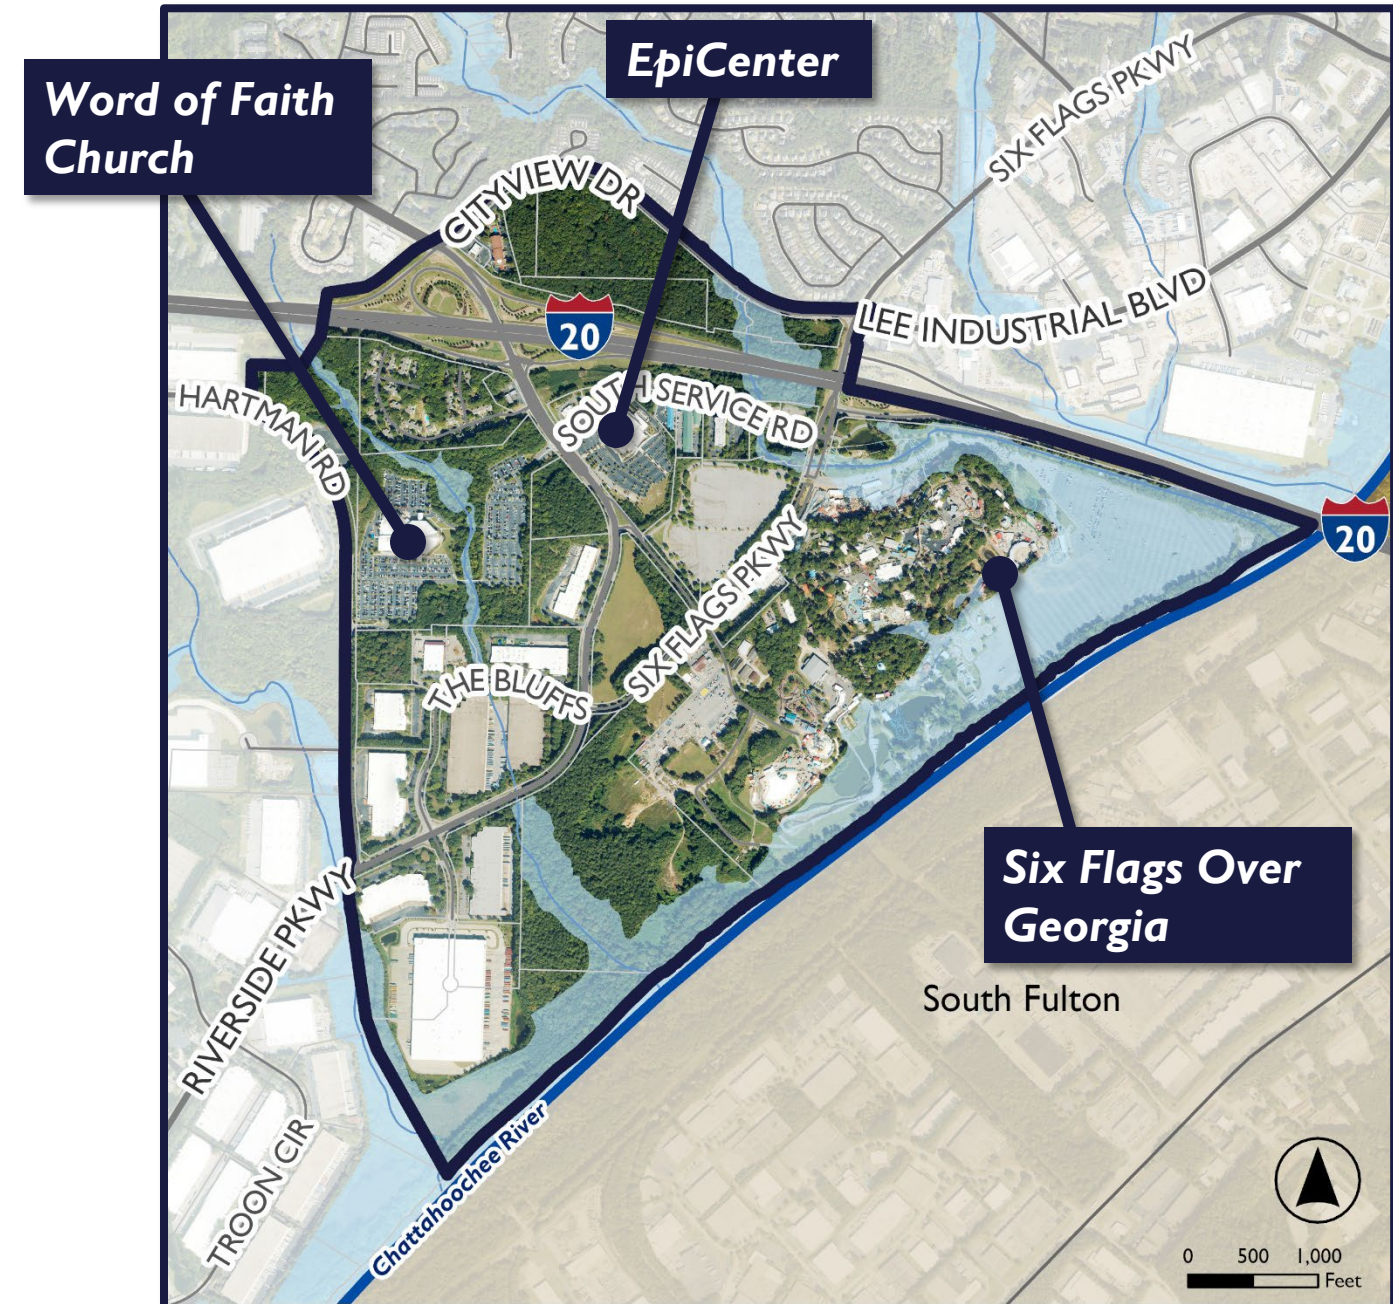 EpiCenter
Word of Faith
Church
SIX FLAGS PKWY
CITYVIEW DR
20
LEE INDUSTRIAL BLVD
SOUTH SERVICE RD
HARTMAN RD
20
SIX FLAGS PKWY
THE BLUFFS
Six Flags Over
Georgia
RIVERSIDE PKWY
South Fulton
TROON CIR
Chattahoochee River
0 500 1,000
Feet